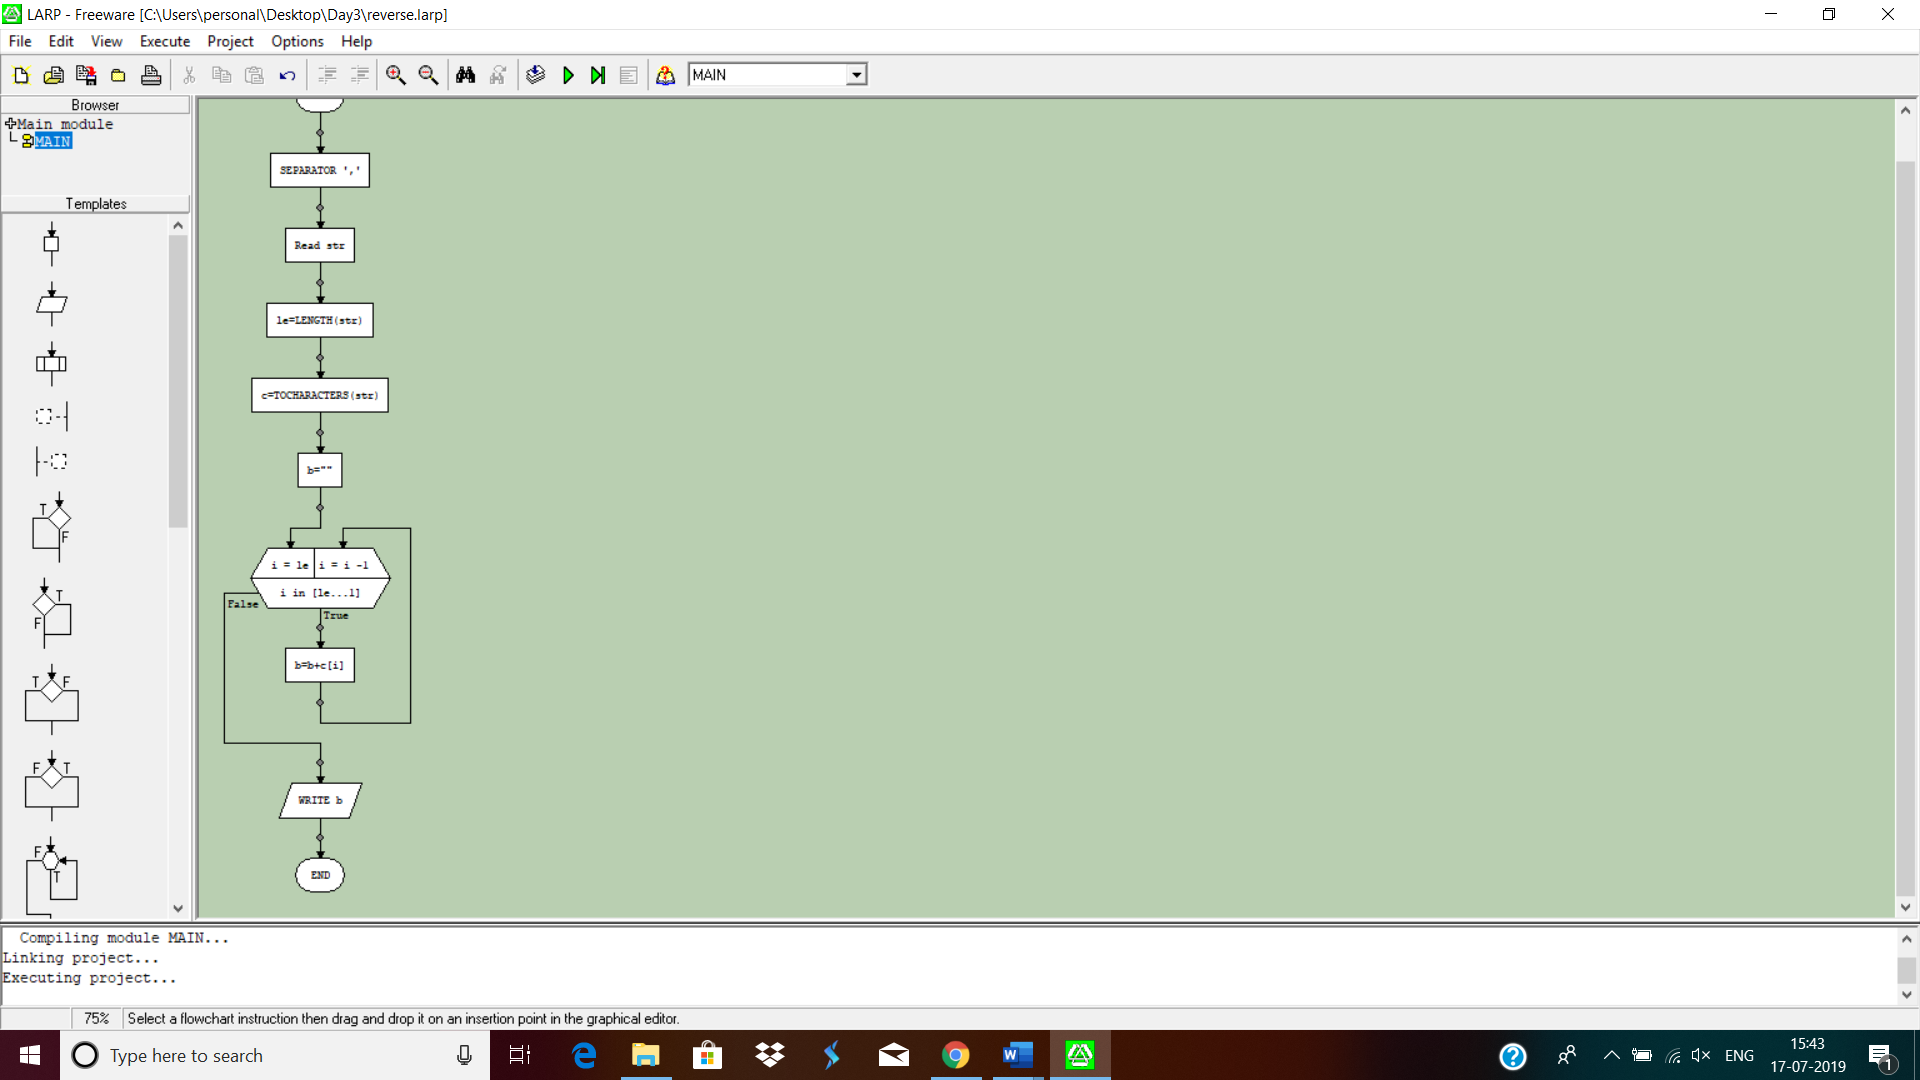 LARP - Freeware [C:\Users\personal\Desktop\Day3\reverse.larp]
File Edit View Execute Project Options Help
MAIN
Browser
Main module
MAIN
Templates
T
F
T
F
T F
F T
F
T
SEPARATOR ','
Read str
le=LENGTH(str)
c=TOCHARACTERS(str)
b=""
i = le i = i -1
i in [le...1]
False
True
b=b+c[i]
WRITE b
END
Compiling module MAIN...
Linking project...
Executing project...
75% Select a flowchart instruction then drag and drop it on an insertion point in the graphical editor.
Type here to search
ENG
15:43
17-07-2019
1